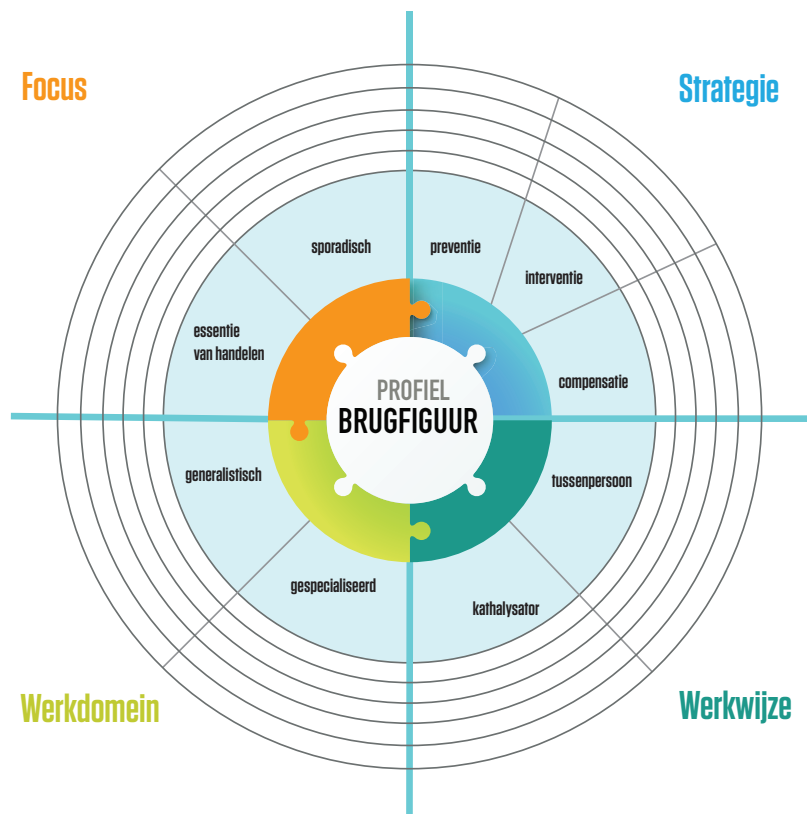 Focus
Strategie
sporadisch
preventie
interventie
essentie
van handelen
compensatie
PROFIEL
BRUGFIGUUR
generalistisch
tussenpersoon
gespecialiseerd
kathalysator
Werkdomein
Werkwijze